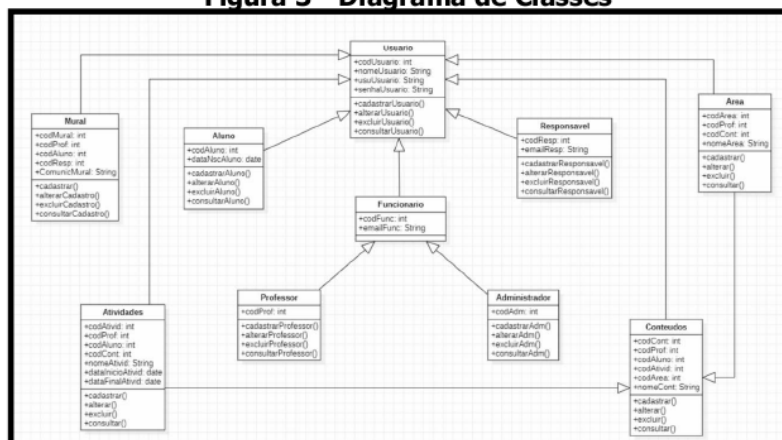 Figura 3 - Diagrama de Classes
Usuario
+codUsuario: int
+nomeUsuario: String
+usuUsuario: String
+senhaUsuario: String
+cadastrarUsuario()
+alterarUsuario()
+excluirUsuario()
+consultarUsuario()
Mural
+codMural: int
+codProf: int
+codAluno: int
+codResp: int
+ComunicMural: String
+cadastrar()
+alterarCadastro()
+excluirCadastro()
+consultarCadastro()
Aluno
+codAluno: int
+dataNscAluno: date
+cadastrarAluno()
+alterarAluno()
+excluirAluno()
+consultarAluno()
Responsavel
+codResp: int
+emailResp: String
+cadastrarResponsavel()
+alterarResponsavel()
+excluirResponsavel()
+consultarResponsavel()
Area
+codArea: int
+codProf: int
+codCont: int
+nomeArea: String
+cadastrar()
+alterar()
+excluir()
+consultar()
Funcionario
+codFunc: int
+emailFunc: String
Professor
+codProf: int
+cadastrarProfessor()
+alterarProfessor()
+excluirProfessor()
+consultarProfessor()
Administrador
+codAdm: int
+cadastrarAdm()
+alterarAdm()
+excluirAdm()
+consultarAdm()
Atividades
+codAtivid: int
+codProf: int
+codAluno: int
+codCont: int
+nomeAtivid: String
+dataInicioAtivid: date
+dataFinalAtivid: date
+cadastrar()
+alterar()
+excluir()
+consultar()
Conteudos
+codCont: int
+codProf: int
+codAluno: int
+codAtivid: int
+codArea: int
+nomeCont: String
+cadastrar()
+alterar()
+excluir()
+consultar()